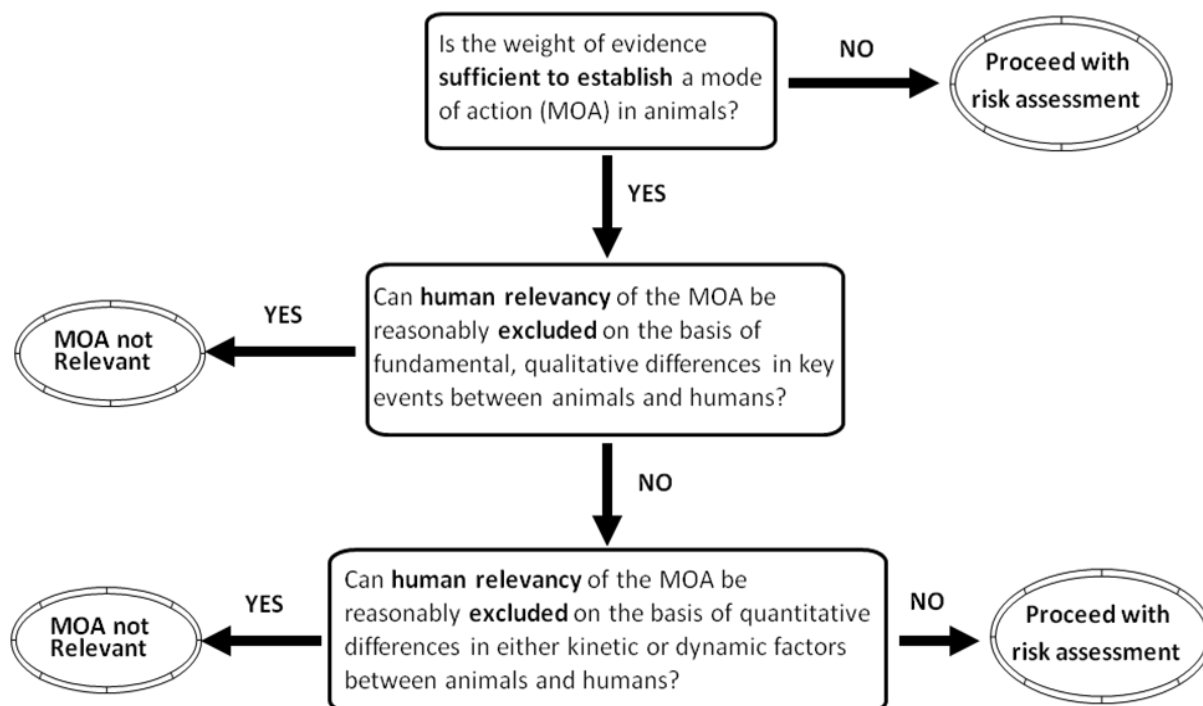 Is the weight of evidence
sufficient to establish a mode
of action (MOA) in animals?
NO
Proceed with
risk assessment
YES
Can human relevancy of the MOA be
reasonably excluded on the basis of
fundamental, qualitative differences in key
events between animals and humans?
YES
MOA not
Relevant
NO
Can human relevancy of the MOA be
reasonably excluded on the basis of quantitative
differences in either kinetic or dynamic factors
between animals and humans?
YES
MOA not
Relevant
NO
Proceed with
risk assessment